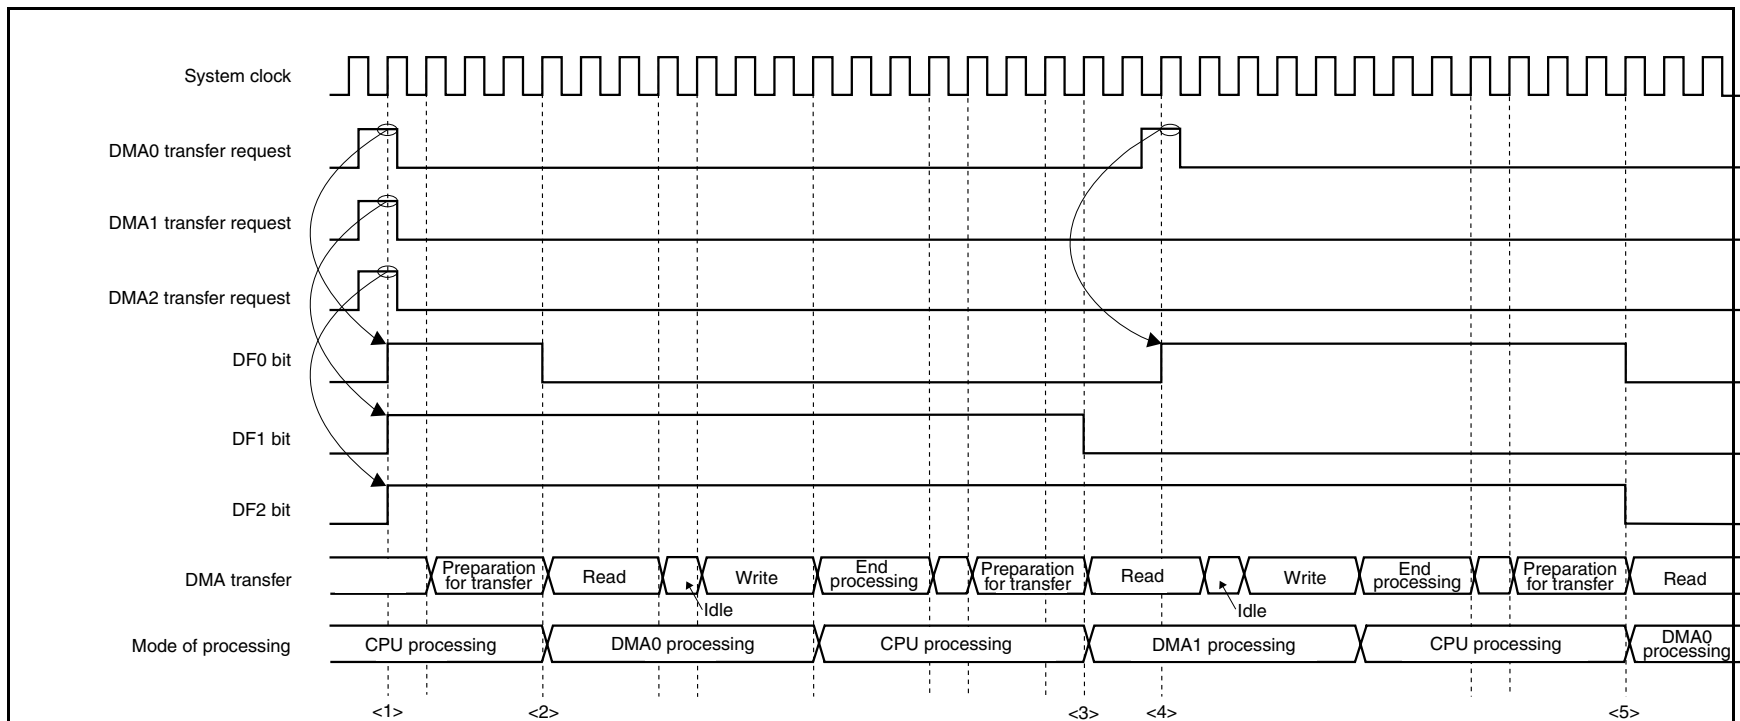 System clock
DMA0 transfer request
DMA1 transfer request
DMA2 transfer request
DF0 bit
DF1 bit
DF2 bit
DMA transfer
Preparation
for transfer
Read
Write
End
processing
Preparation
for transfer
Read
Write
End
processing
Preparation
for transfer
Read
Idle
Idle
Mode of processing
CPU processing
DMA0 processing
CPU processing
DMA1 processing
CPU processing
DMA0
processing
<1>
<2>
<3>
<4>
<5>